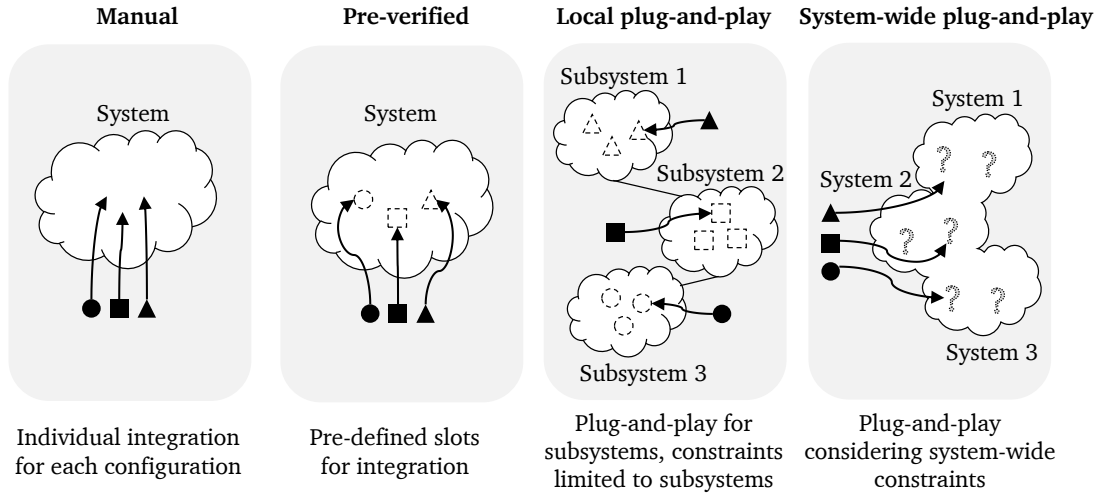 Manual
System
Individual integration
for each configuration
Pre-verified
System
Pre-defined slots
for integration
Local plug-and-play
Subsystem 1
Subsystem 2
Subsystem 3
Plug-and-play for
subsystems, constraints
limited to subsystems
System-wide plug-and-play
System 1
System 2
? ?
? ?
? ?
System 3
Plug-and-play
considering system-wide
constraints